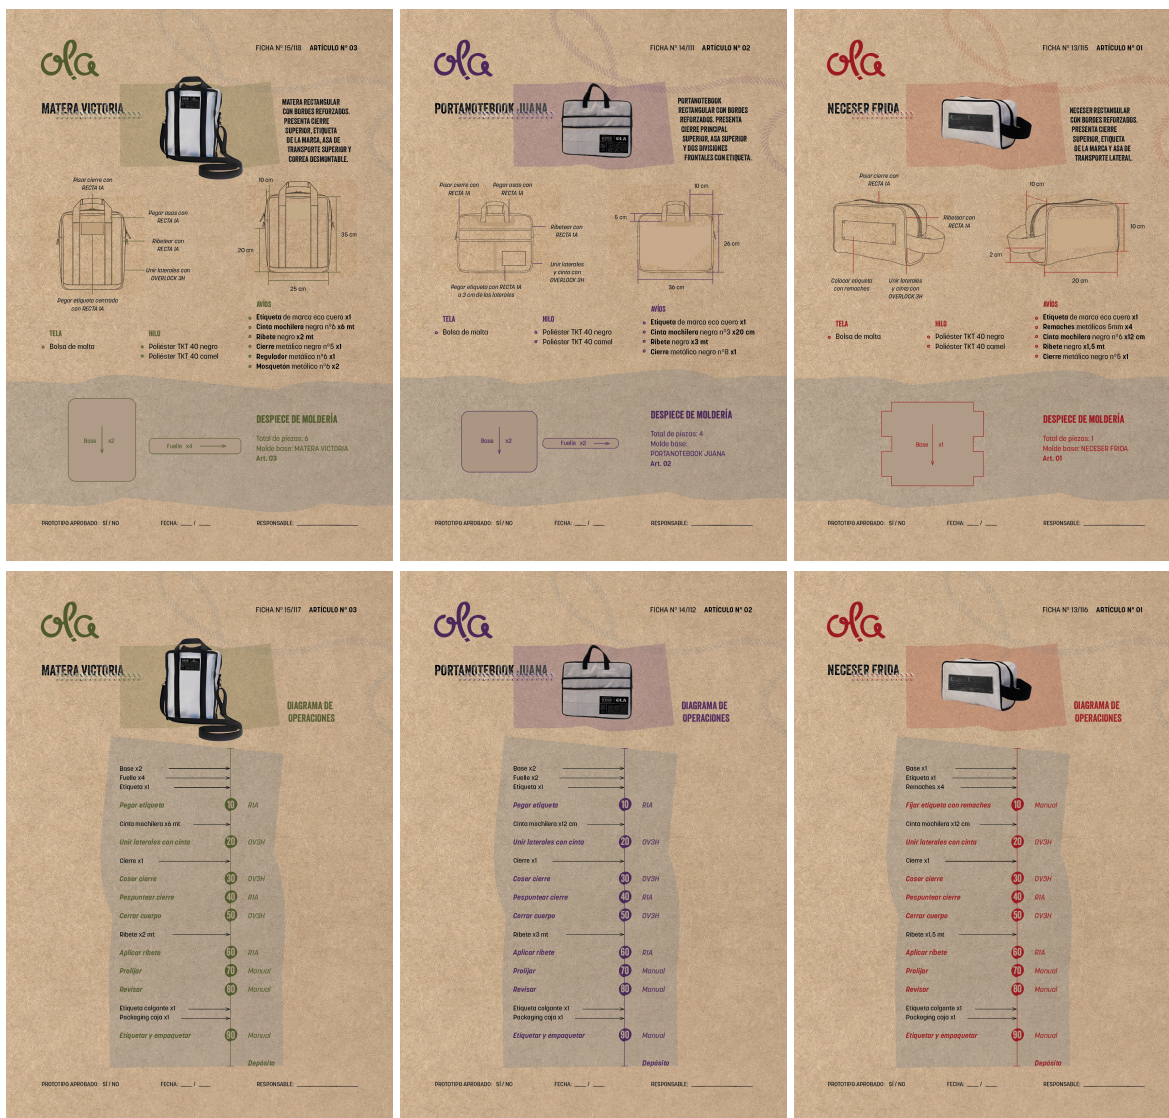 ola
FICHA Nº 15/118 ARTÍCULO Nº 03
MATERA VICTORIA
MATERA RECTANGULAR
CON BORDES REFORZADOS.
PRESENTA CIERRE
SUPERIOR, ETIQUETA
DE LA MARCA, ASA DE
TRANSPORTE SUPERIOR Y
CORREA DESMONTABLE.
Pisar cierre con
RECTA 1A
Pegar asas con
RECTA 1A
Ribetear con
RECTA 1A
Unir laterales con
OVERLOCK 3H
Pegar etiqueta centrada
con RECTA 1A
10 cm
35 cm
20 cm
25 cm
TELA
Bolsa de malta
HILO
Poliéster TKT 40 negro
Poliéster TKT 40 camel
AVÍOS
Etiqueta de marca eco cuero x1
Cinta mochilera negro nº6 x6 mt
Ribete negro x2 mt
Cierre metálico negro nº5 x1
Regulador metálico nº6 x1
Mosquetón metálico nº6 x2
Base x2
Fuelle x4
DESPIECE DE MOLDERÍA
Total de piezas: 6
Molde base: MATERA VICTORIA
Art. 03
PROTOTIPO APROBADO: SÍ / NO FECHA: ___ / ___ RESPONSABLE: _______________
ola
FICHA Nº 14/111 ARTÍCULO Nº 02
PORTANOTEBOOK JUANA
PORTANOTEBOOK
RECTANGULAR CON BORDES
REFORZADOS. PRESENTA
CIERRE PRINCIPAL
SUPERIOR, ASA SUPERIOR
Y DOS DIVISIONES
FRONTALES CON ETIQUETA.
OLA
Pisar cierre con
RECTA 1A
Pegar asas con
RECTA 1A
Ribetear con
RECTA 1A
Unir laterales
y cinta con
OVERLOCK 3H
Pegar etiqueta con RECTA 1A
a 3 cm de los laterales
10 cm
5 cm
26 cm
36 cm
TELA
Bolsa de malta
HILO
Poliéster TKT 40 negro
Poliéster TKT 40 camel
AVÍOS
Etiqueta de marca eco cuero x1
Cinta mochilera negro nº3 x20 cm
Ribete negro x3 mt
Cierre metálico negro nº8 x1
Base x2
Fuelle x2
DESPIECE DE MOLDERÍA
Total de piezas: 4
Molde base:
PORTANOTEBOOK JUANA
Art. 02
PROTOTIPO APROBADO: SÍ / NO FECHA: ___ / ___ RESPONSABLE: _______________
ola
FICHA Nº 13/115 ARTÍCULO Nº 01
NECESER FRIDA
NECESER RECTANGULAR
CON BORDES REFORZADOS.
PRESENTA CIERRE
SUPERIOR, ETIQUETA
DE LA MARCA Y ASA DE
TRANSPORTE LATERAL.
Pisar cierre con
RECTA 1A
Ribetear con
RECTA 1A
Colocar etiqueta
con remaches
Unir laterales
y cinta con
OVERLOCK 3H
10 cm
10 cm
2 cm
20 cm
TELA
Bolsa de malta
HILO
Poliéster TKT 40 negro
Poliéster TKT 40 camel
AVÍOS
Etiqueta de marca eco cuero x1
Remaches metálicos 5mm x4
Cinta mochilera negro nº6 x12 cm
Ribete negro x1,5 mt
Cierre metálico negro nº5 x1
Base x1
DESPIECE DE MOLDERÍA
Total de piezas: 1
Molde base: NECESER FRIDA
Art. 01
PROTOTIPO APROBADO: SÍ / NO FECHA: ___ / ___ RESPONSABLE: _______________
ola
FICHA Nº 15/117 ARTÍCULO Nº 03
MATERA VICTORIA
DIAGRAMA DE
OPERACIONES
Base x2
Fuelle x4
Etiqueta x1
Pegar etiqueta 10 R1A
Cinta mochilera x6 mt
Unir laterales con cinta 20 OV3H
Cierre x1
Coser cierre 30 OV3H
Pespuntear cierre 40 R1A
Cerrar cuerpo 50 OV3H
Ribete x2 mt
Aplicar ribete 60 R1A
Prolijar 70 Manual
Revisar 80 Manual
Etiqueta colgante x1
Packaging caja x1
Etiquetar y empaquetar 90 Manual
Depósito
PROTOTIPO APROBADO: SÍ / NO FECHA: ___ / ___ RESPONSABLE: _______________
ola
FICHA Nº 14/112 ARTÍCULO Nº 02
PORTANOTEBOOK JUANA
OLA
DIAGRAMA DE
OPERACIONES
Base x2
Fuelle x2
Etiqueta x1
Pegar etiqueta 10 R1A
Cinta mochilera x12 cm
Unir laterales con cinta 20 OV3H
Cierre x1
Coser cierre 30 OV3H
Pespuntear cierre 40 R1A
Cerrar cuerpo 50 OV3H
Ribete x3 mt
Aplicar ribete 60 R1A
Prolijar 70 Manual
Revisar 80 Manual
Etiqueta colgante x1
Packaging caja x1
Etiquetar y empaquetar 90 Manual
Depósito
PROTOTIPO APROBADO: SÍ / NO FECHA: ___ / ___ RESPONSABLE: _______________
ola
FICHA Nº 13/116 ARTÍCULO Nº 01
NECESER FRIDA
DIAGRAMA DE
OPERACIONES
Base x1
Etiqueta x1
Remaches x4
Fijar etiqueta con remaches 10 Manual
Cinta mochilera x12 cm
Unir laterales con cinta 20 OV3H
Cierre x1
Coser cierre 30 OV3H
Pespuntear cierre 40 R1A
Cerrar cuerpo 50 OV3H
Ribete x1,5 mt
Aplicar ribete 60 R1A
Prolijar 70 Manual
Revisar 80 Manual
Etiqueta colgante x1
Packaging caja x1
Etiquetar y empaquetar 90 Manual
Depósito
PROTOTIPO APROBADO: SÍ / NO FECHA: ___ / ___ RESPONSABLE: _______________